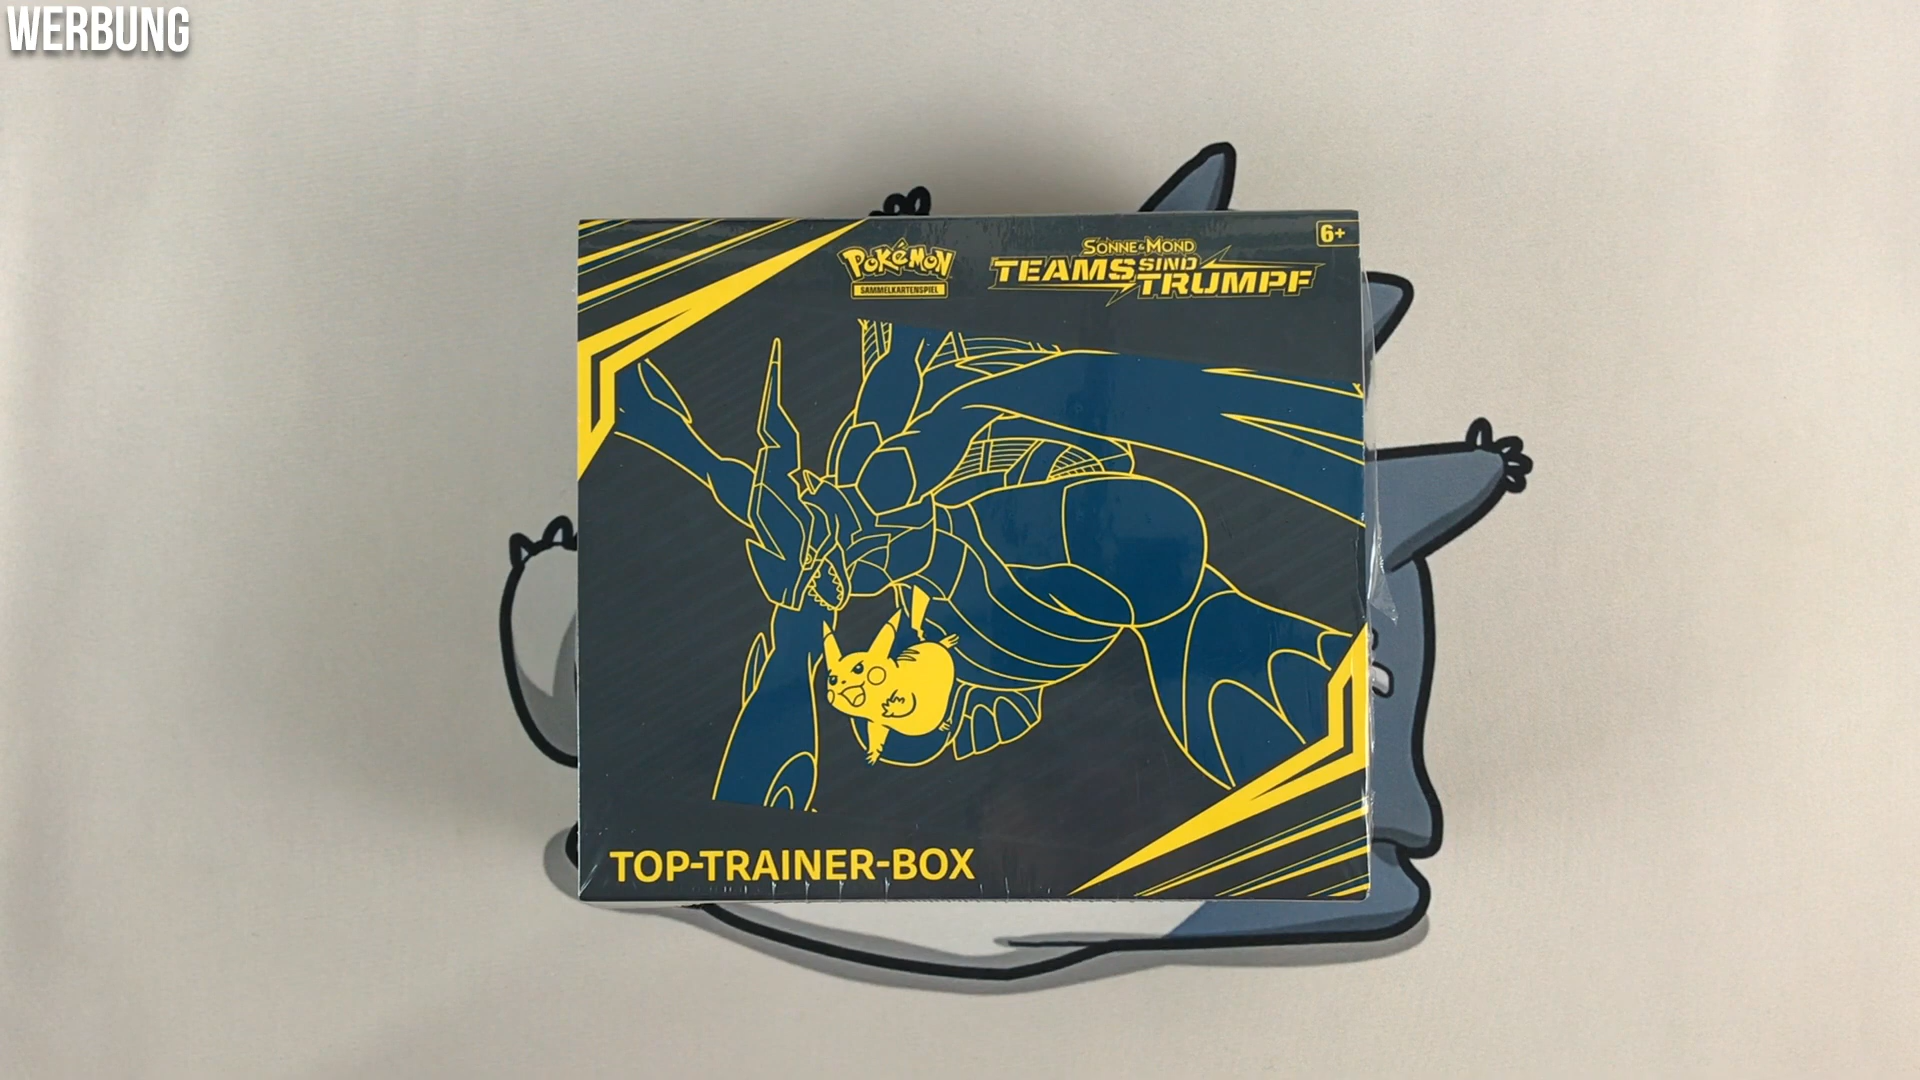 WERBUNG
Pokémon
SAMMELKARTENSPIEL
SONNE & MOND
TEAMS SIND TRUMPF
6+
TOP-TRAINER-BOX